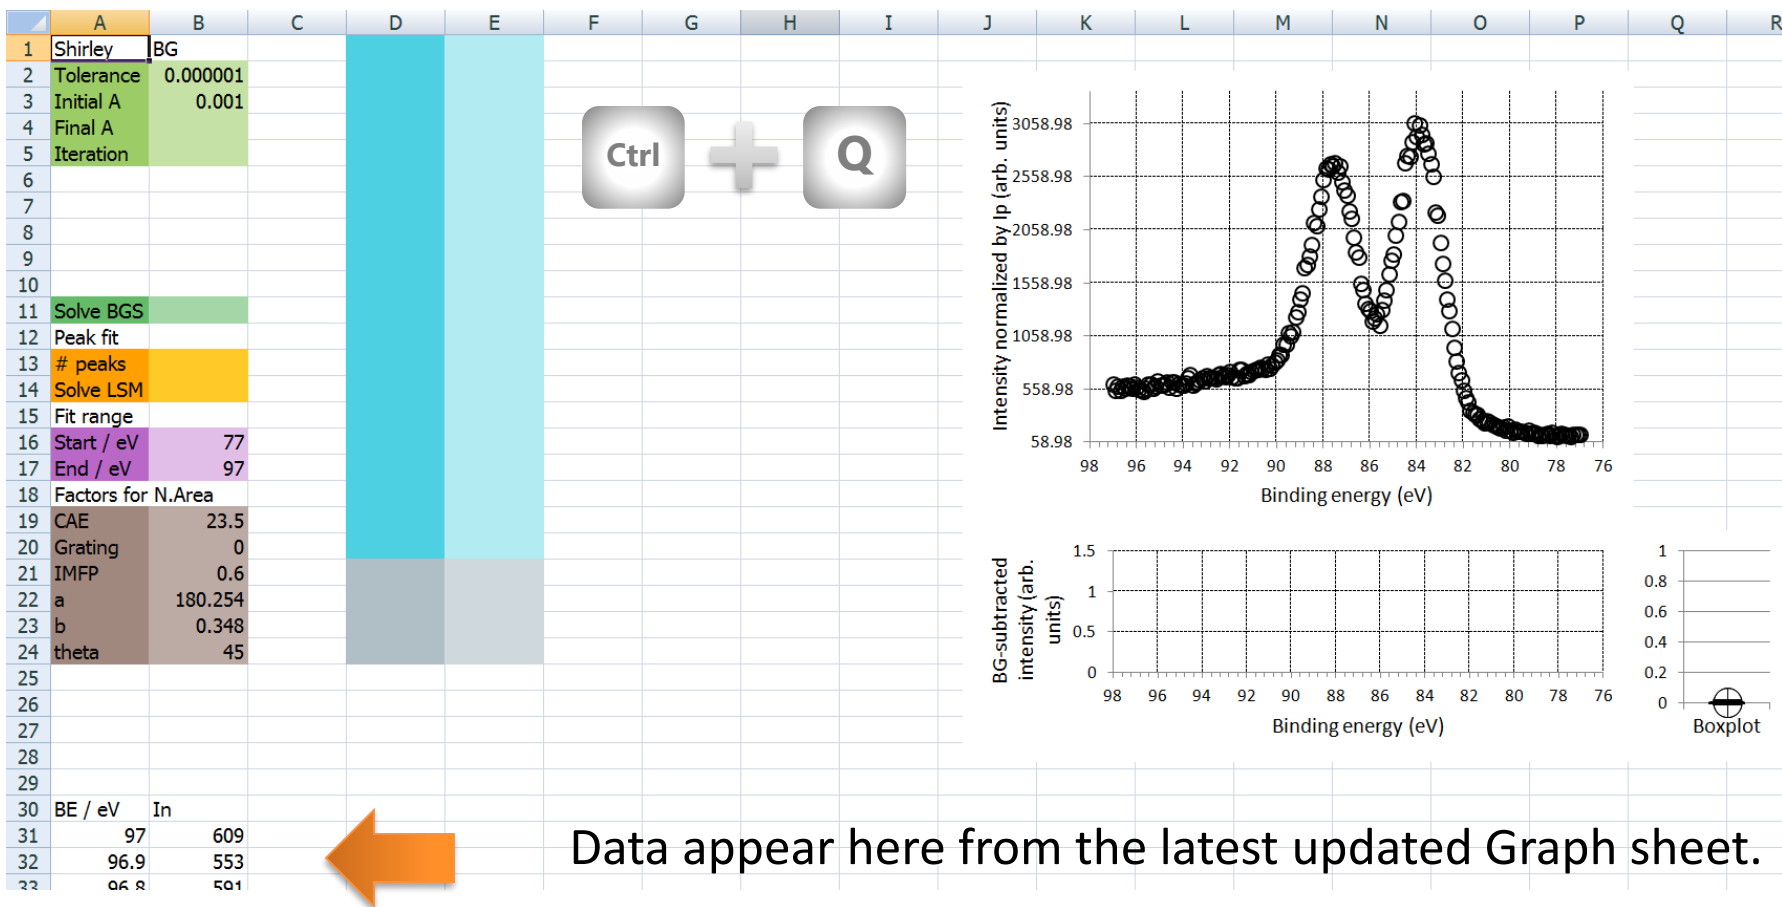 A B C D E F G H I J K L M N O P Q R
1 Shirley BG
2 Tolerance 0.000001
3 Initial A 0.001
4 Final A
5 Iteration
6
7
8
9
10
11 Solve BGS
12 Peak fit
13 # peaks
14 Solve LSM
15 Fit range
16 Start / eV 77
17 End / eV 97
18 Factors for N.Area
19 CAE 23.5
20 Grating 0
21 IMFP 0.6
22 a 180.254
23 b 0.348
24 theta 45
25
26
27
28
29
30 BE / eV In
31 97 609
32 96.9 553
33 96.8 591
Ctrl + Q
Intensity normalized by Ip (arb. units)
3058.98
2558.98
2058.98
1558.98
1058.98
558.98
58.98
98 96 94 92 90 88 86 84 82 80 78 76
Binding energy (eV)
BG-subtracted
intensity (arb.
units)
1.5
1
0.5
0
98 96 94 92 90 88 86 84 82 80 78 76
Binding energy (eV)
1
0.8
0.6
0.4
0.2
0
Boxplot
Data appear here from the latest updated Graph sheet.